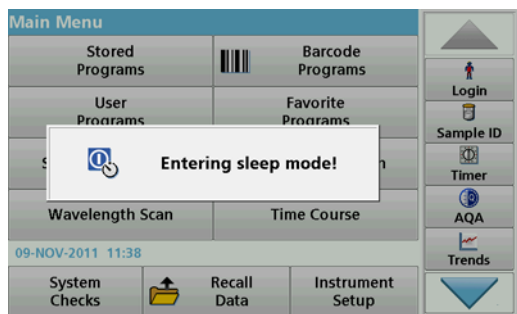 Main Menu
Stored
Programs
Barcode
Programs
User
Programs
Favorite
Programs
Entering sleep mode!
Wavelength Scan
Time Course
09-NOV-2011 11:38
System
Checks
Recall
Data
Instrument
Setup
Login
Sample ID
Timer
AQA
Trends